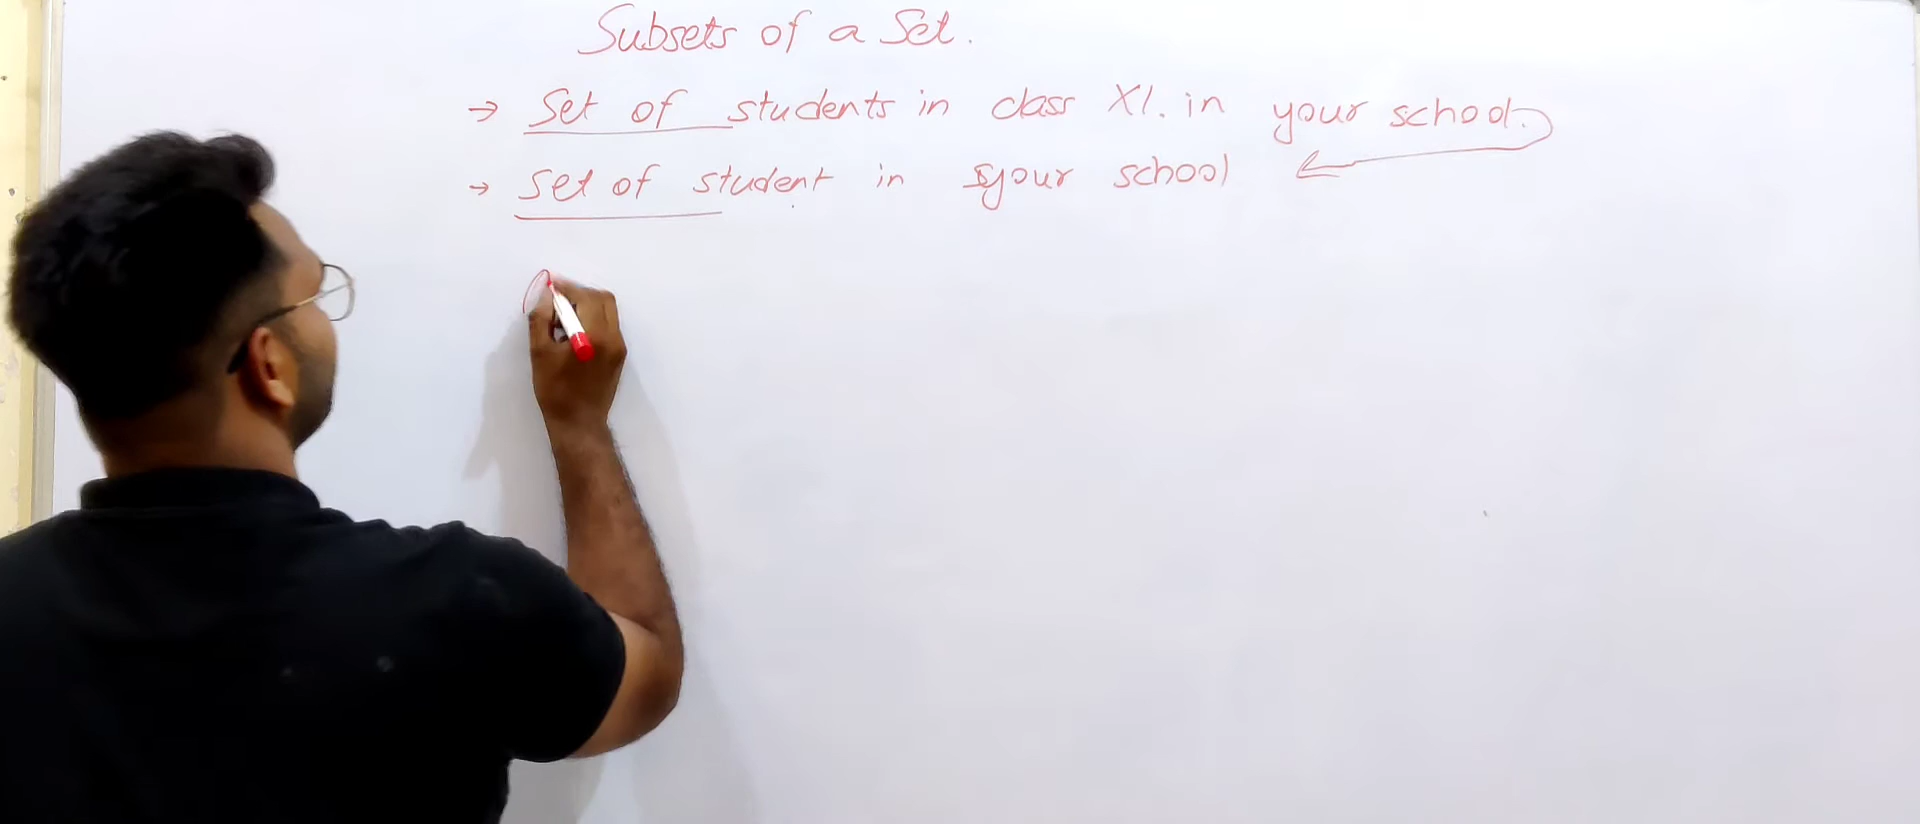 Subsets of a Set.
→ Set of students in class XI. in your school.
→ Set of student in your school ←